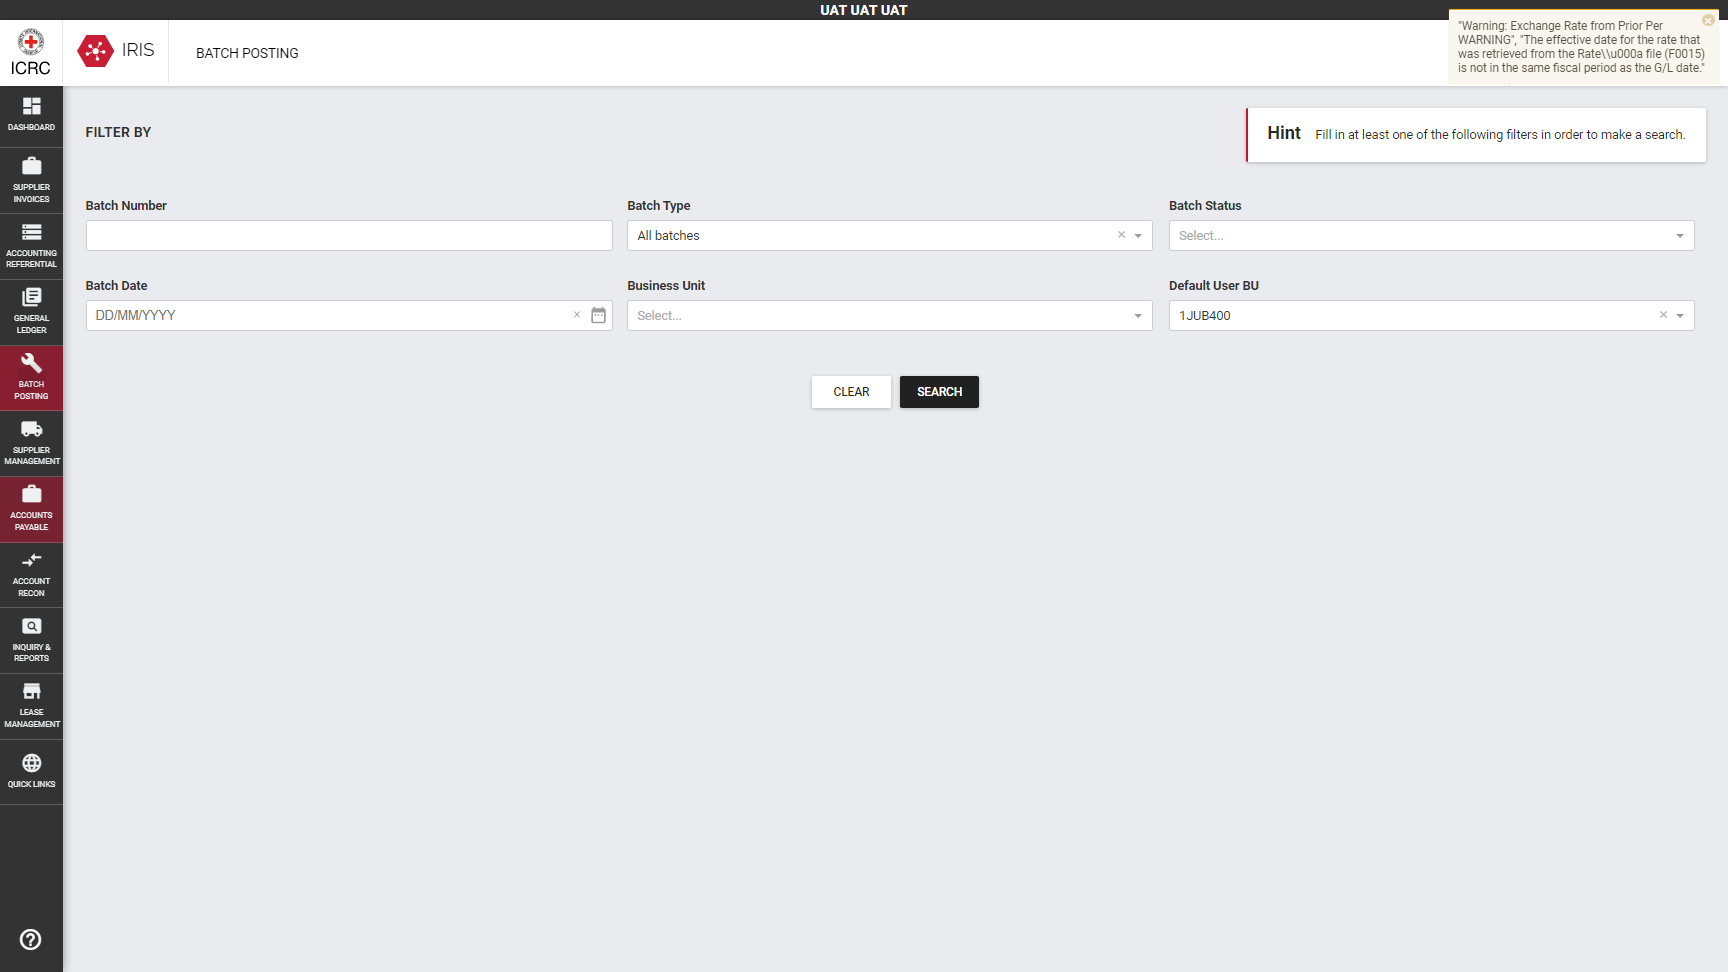 UAT UAT UAT
ICRC
IRIS
BATCH POSTING
"Warning: Exchange Rate from Prior Per
WARNING", "The effective date for the rate that
was retrieved from the Rate\\u000a file (F0015)
is not in the same fiscal period as the G/L date."
DASHBOARD
SUPPLIER
INVOICES
ACCOUNTING
REFERENTIAL
GENERAL
LEDGER
BATCH
POSTING
SUPPLIER
MANAGEMENT
ACCOUNTS
PAYABLE
ACCOUNT
RECON
INQUIRY &
REPORTS
LEASE
MANAGEMENT
QUICK LINKS
FILTER BY
Hint Fill in at least one of the following filters in order to make a search.
Batch Number
Batch Type
All batches
Batch Status
Select...
Batch Date
DD/MM/YYYY
Business Unit
Select...
Default User BU
1JUB400
CLEAR
SEARCH